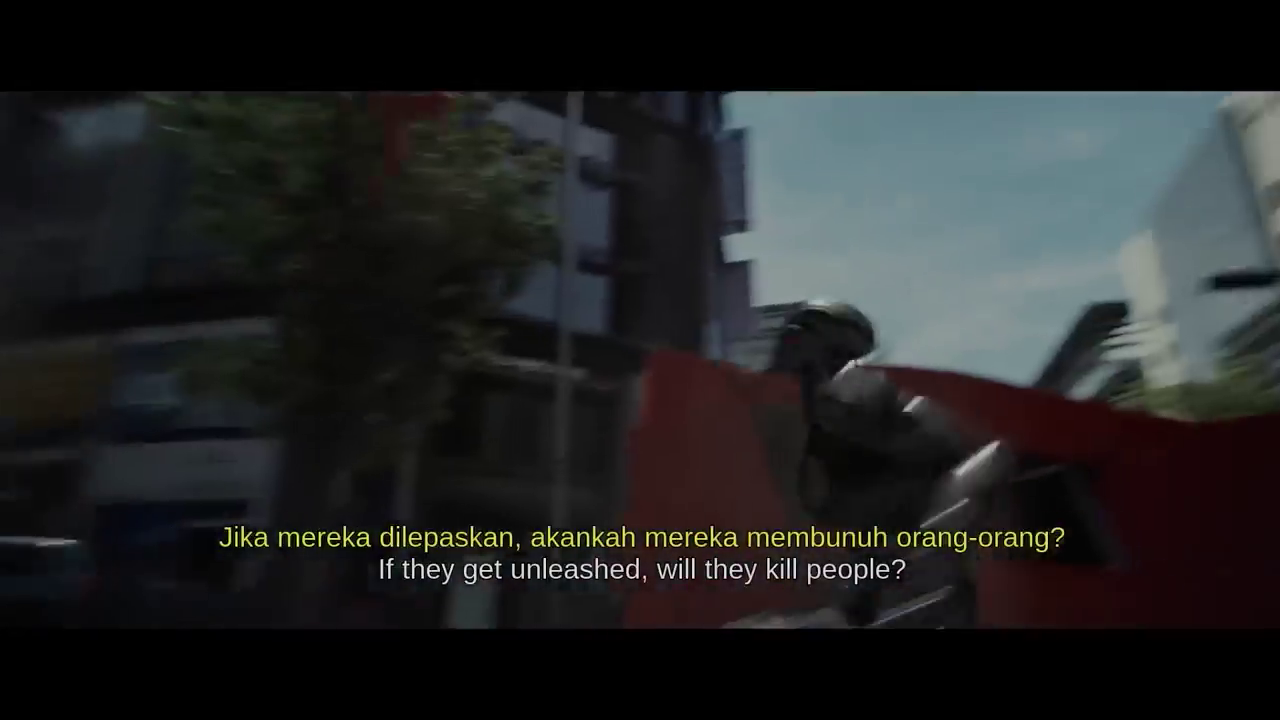 Jika mereka dilepaskan, akankah mereka membunuh orang-orang?
If they get unleashed, will they kill people?